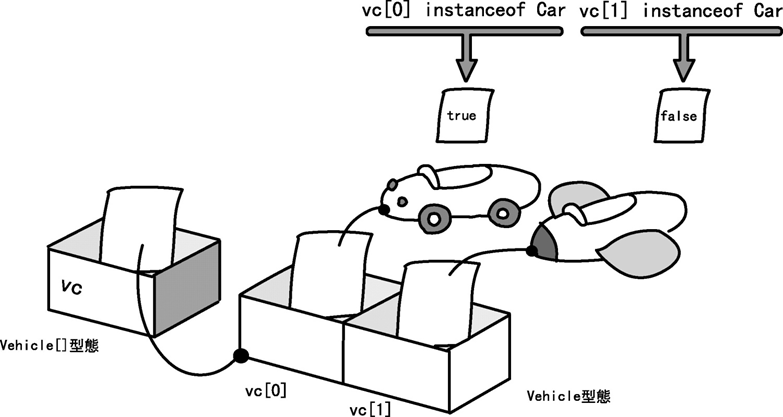 vc[0] instanceof Car
vc[1] instanceof Car
true
false
vc
Vehicle[]型態
vc[0]
vc[1]
Vehicle型態